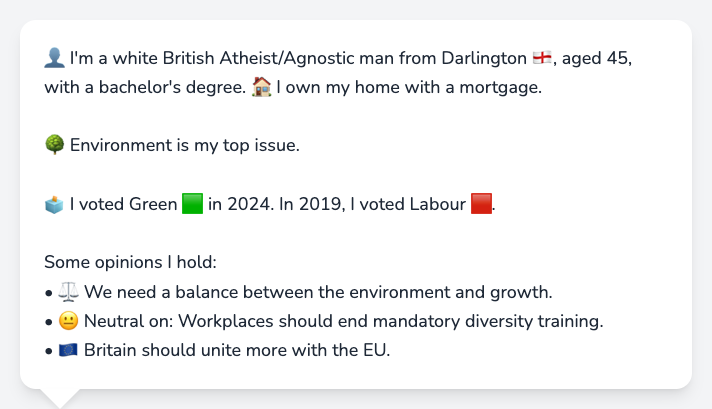 👤 I'm a white British Atheist/Agnostic man from Darlington 🏴󠁧󠁢󠁥󠁮󠁧󠁿, aged 45,
with a bachelor's degree. 🏠 I own my home with a mortgage.
🌳 Environment is my top issue.
🗳️ I voted Green 🟩 in 2024. In 2019, I voted Labour 🟥.
Some opinions I hold:
• ⚖️ We need a balance between the environment and growth.
• 😐 Neutral on: Workplaces should end mandatory diversity training.
• 🇪🇺 Britain should unite more with the EU.